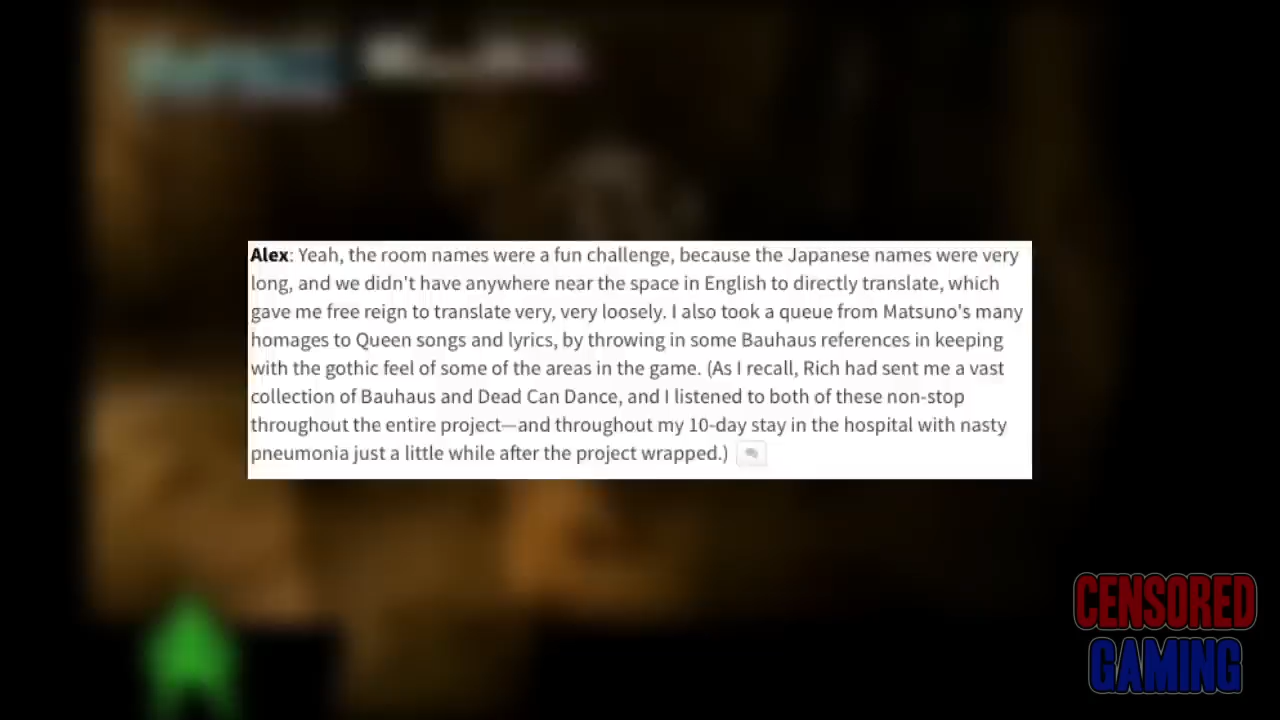 Alex: Yeah, the room names were a fun challenge, because the Japanese names were very
long, and we didn't have anywhere near the space in English to directly translate, which
gave me free reign to translate very, very loosely. I also took a queue from Matsuno's many
homages to Queen songs and lyrics, by throwing in some Bauhaus references in keeping
with the gothic feel of some of the areas in the game. (As I recall, Rich had sent me a vast
collection of Bauhaus and Dead Can Dance, and I listened to both of these non-stop
throughout the entire project—and throughout my 10-day stay in the hospital with nasty
pneumonia just a little while after the project wrapped.)
CENSORED
GAMING